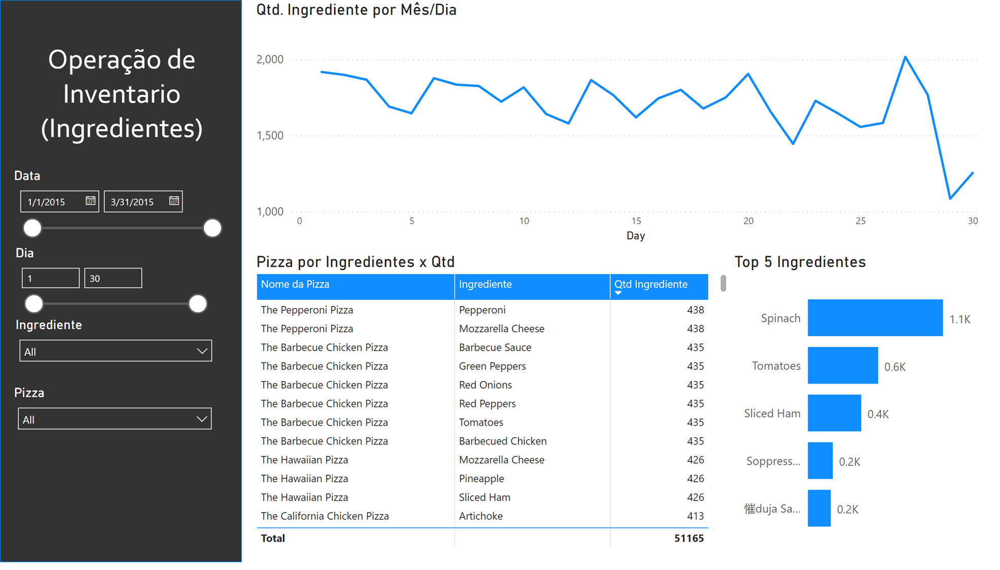 Operação de
Inventario
(Ingredientes)
Data
1/1/2015
3/31/2015
Dia
1
30
Ingrediente
All
Pizza
All
Qtd. Ingrediente por Mês/Dia
2,000
1,500
1,000
0 5 10 15 20 25 30
Day
Pizza por Ingredientes x Qtd
Nome da Pizza Ingrediente Qtd Ingrediente
The Pepperoni Pizza Pepperoni 438
The Pepperoni Pizza Mozzarella Cheese 438
The Barbecue Chicken Pizza Barbecue Sauce 435
The Barbecue Chicken Pizza Green Peppers 435
The Barbecue Chicken Pizza Red Onions 435
The Barbecue Chicken Pizza Red Peppers 435
The Barbecue Chicken Pizza Tomatoes 435
The Barbecue Chicken Pizza Barbecued Chicken 435
The Hawaiian Pizza Mozzarella Cheese 426
The Hawaiian Pizza Pineapple 426
The Hawaiian Pizza Sliced Ham 426
The California Chicken Pizza Artichoke 413
Total 51165
Top 5 Ingredientes
Spinach 1.1K
Tomatoes 0.6K
Sliced Ham 0.4K
Soppress... 0.2K
慛duja Sa... 0.2K